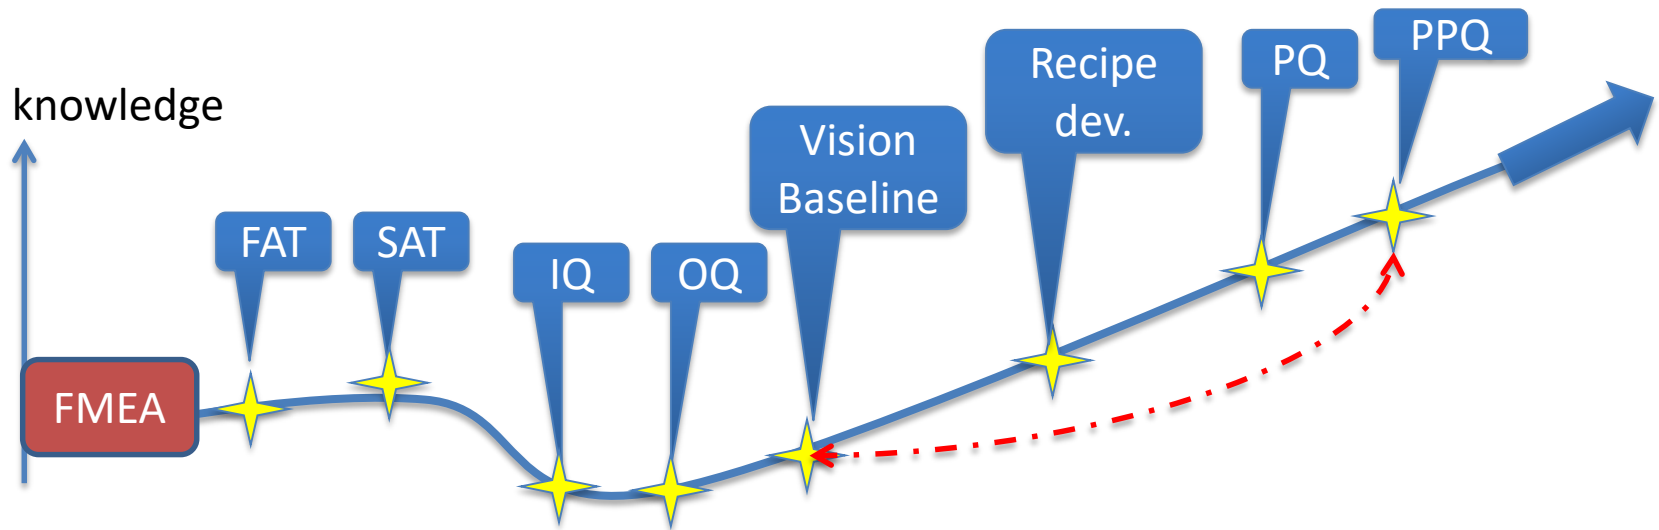 knowledge
FMEA
FAT
SAT
IQ
OQ
Vision
Baseline
Recipe
dev.
PQ
PPQ